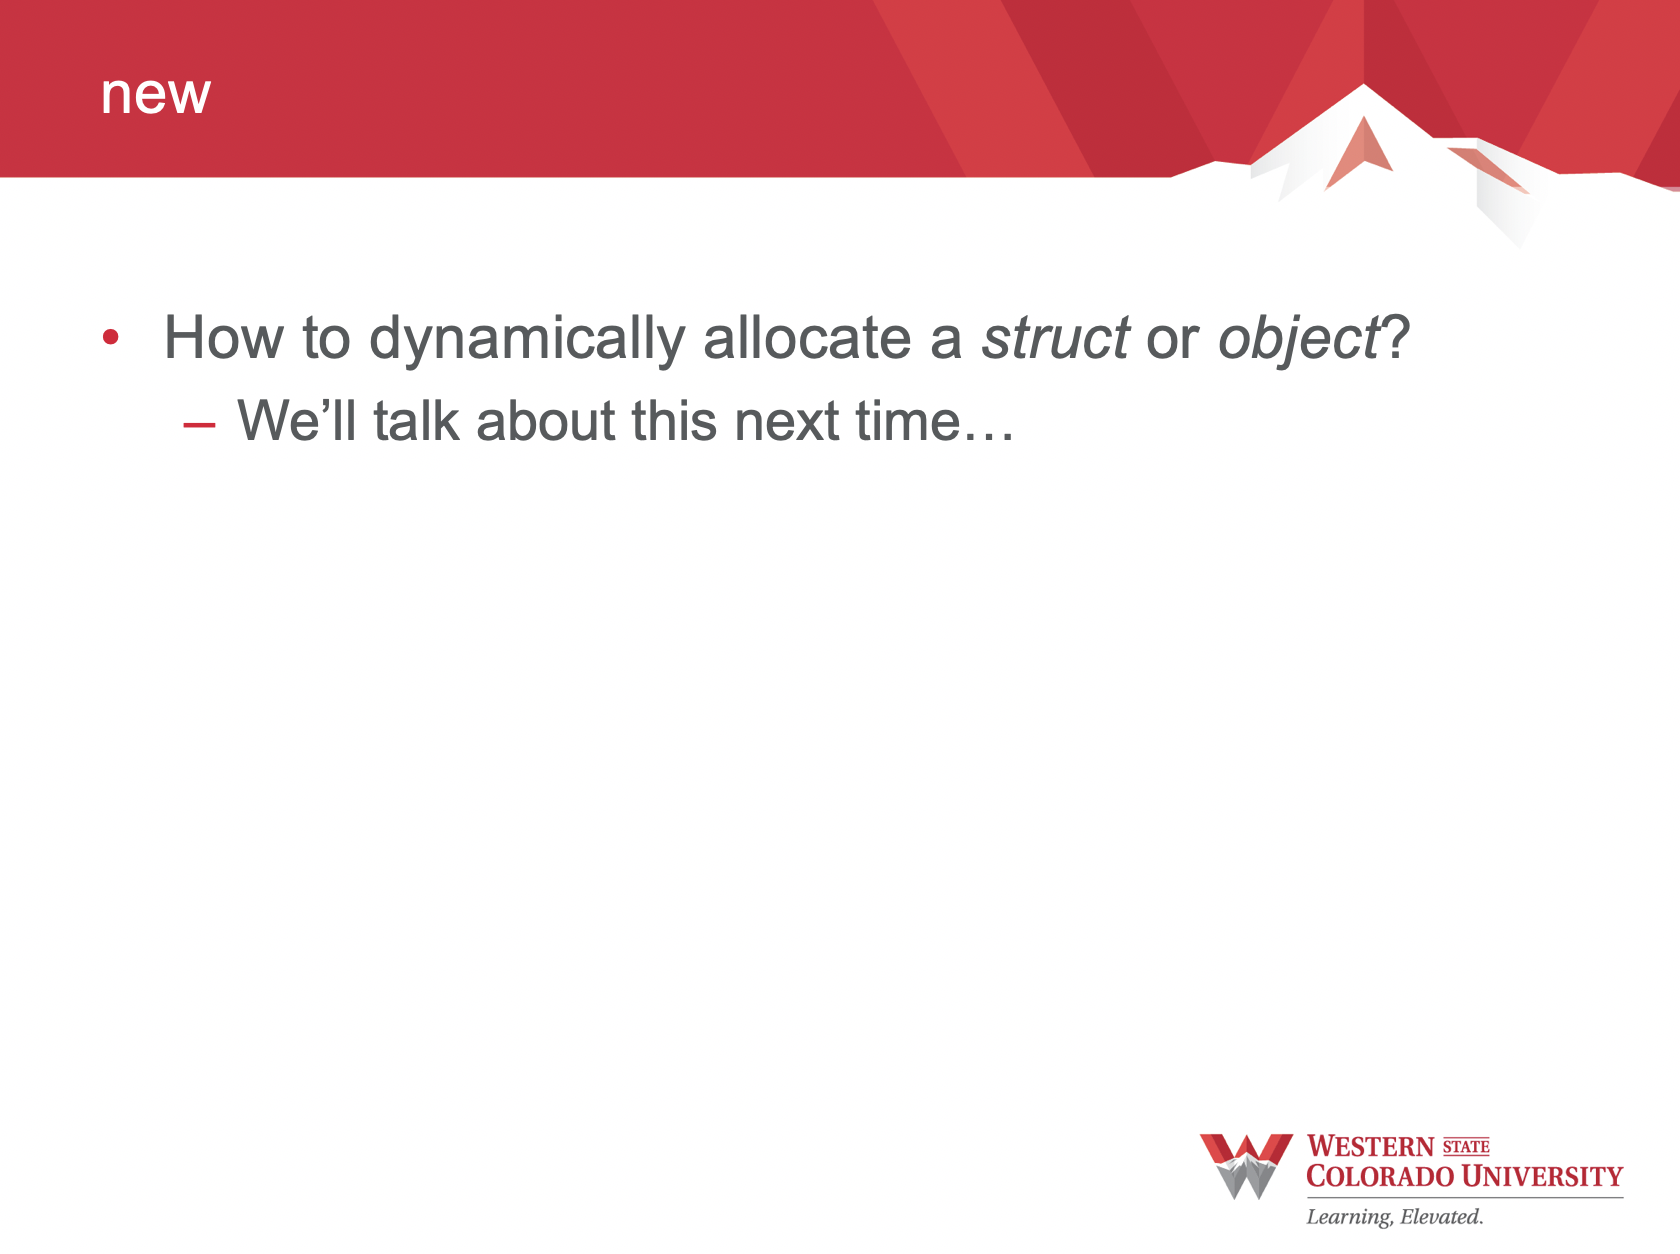 new
• How to dynamically allocate a struct or object?
– We’ll talk about this next time…
WESTERN STATE
COLORADO UNIVERSITY
Learning, Elevated.